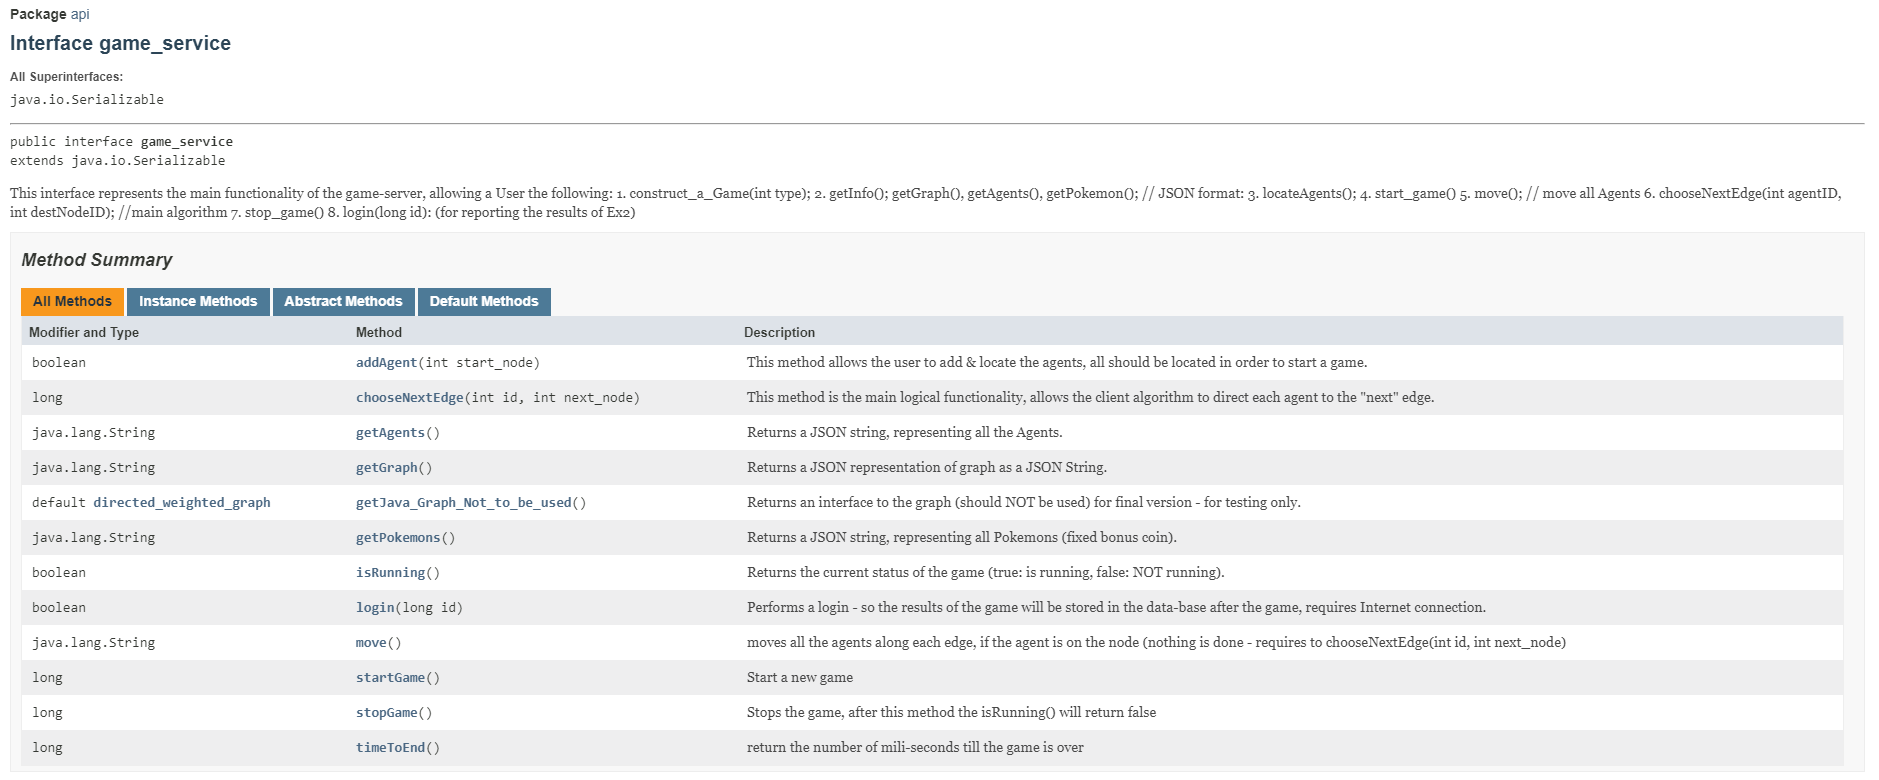 Package api
Interface game_service
All Superinterfaces:
java.io.Serializable
public interface game_service
extends java.io.Serializable
This interface represents the main functionality of the game-server, allowing a User the following: 1. construct_a_Game(int type); 2. getInfo(); getGraph(), getAgents(), getPokemon(); // JSON format: 3. locateAgents(); 4. start_game() 5. move(); // move all Agents 6. chooseNextEdge(int agentID,
int destNodeID); //main algorithm 7. stop_game() 8. login(long id): (for reporting the results of Ex2)
Method Summary
All Methods Instance Methods Abstract Methods Default Methods
Modifier and Type Method Description
boolean addAgent(int start_node) This method allows the user to add & locate the agents, all should be located in order to start a game.
long chooseNextEdge(int id, int next_node) This method is the main logical functionality, allows the client algorithm to direct each agent to the "next" edge.
java.lang.String getAgents() Returns a JSON string, representing all the Agents.
java.lang.String getGraph() Returns a JSON representation of graph as a JSON String.
default directed_weighted_graph getJava_Graph_Not_to_be_used() Returns an interface to the graph (should NOT be used) for final version - for testing only.
java.lang.String getPokemons() Returns a JSON string, representing all Pokemons (fixed bonus coin).
boolean isRunning() Returns the current status of the game (true: is running, false: NOT running).
boolean login(long id) Performs a login - so the results of the game will be stored in the data-base after the game, requires Internet connection.
java.lang.String move() moves all the agents along each edge, if the agent is on the node (nothing is done - requires to chooseNextEdge(int id, int next_node)
long startGame() Start a new game
long stopGame() Stops the game, after this method the isRunning() will return false
long timeToEnd() return the number of mili-seconds till the game is over